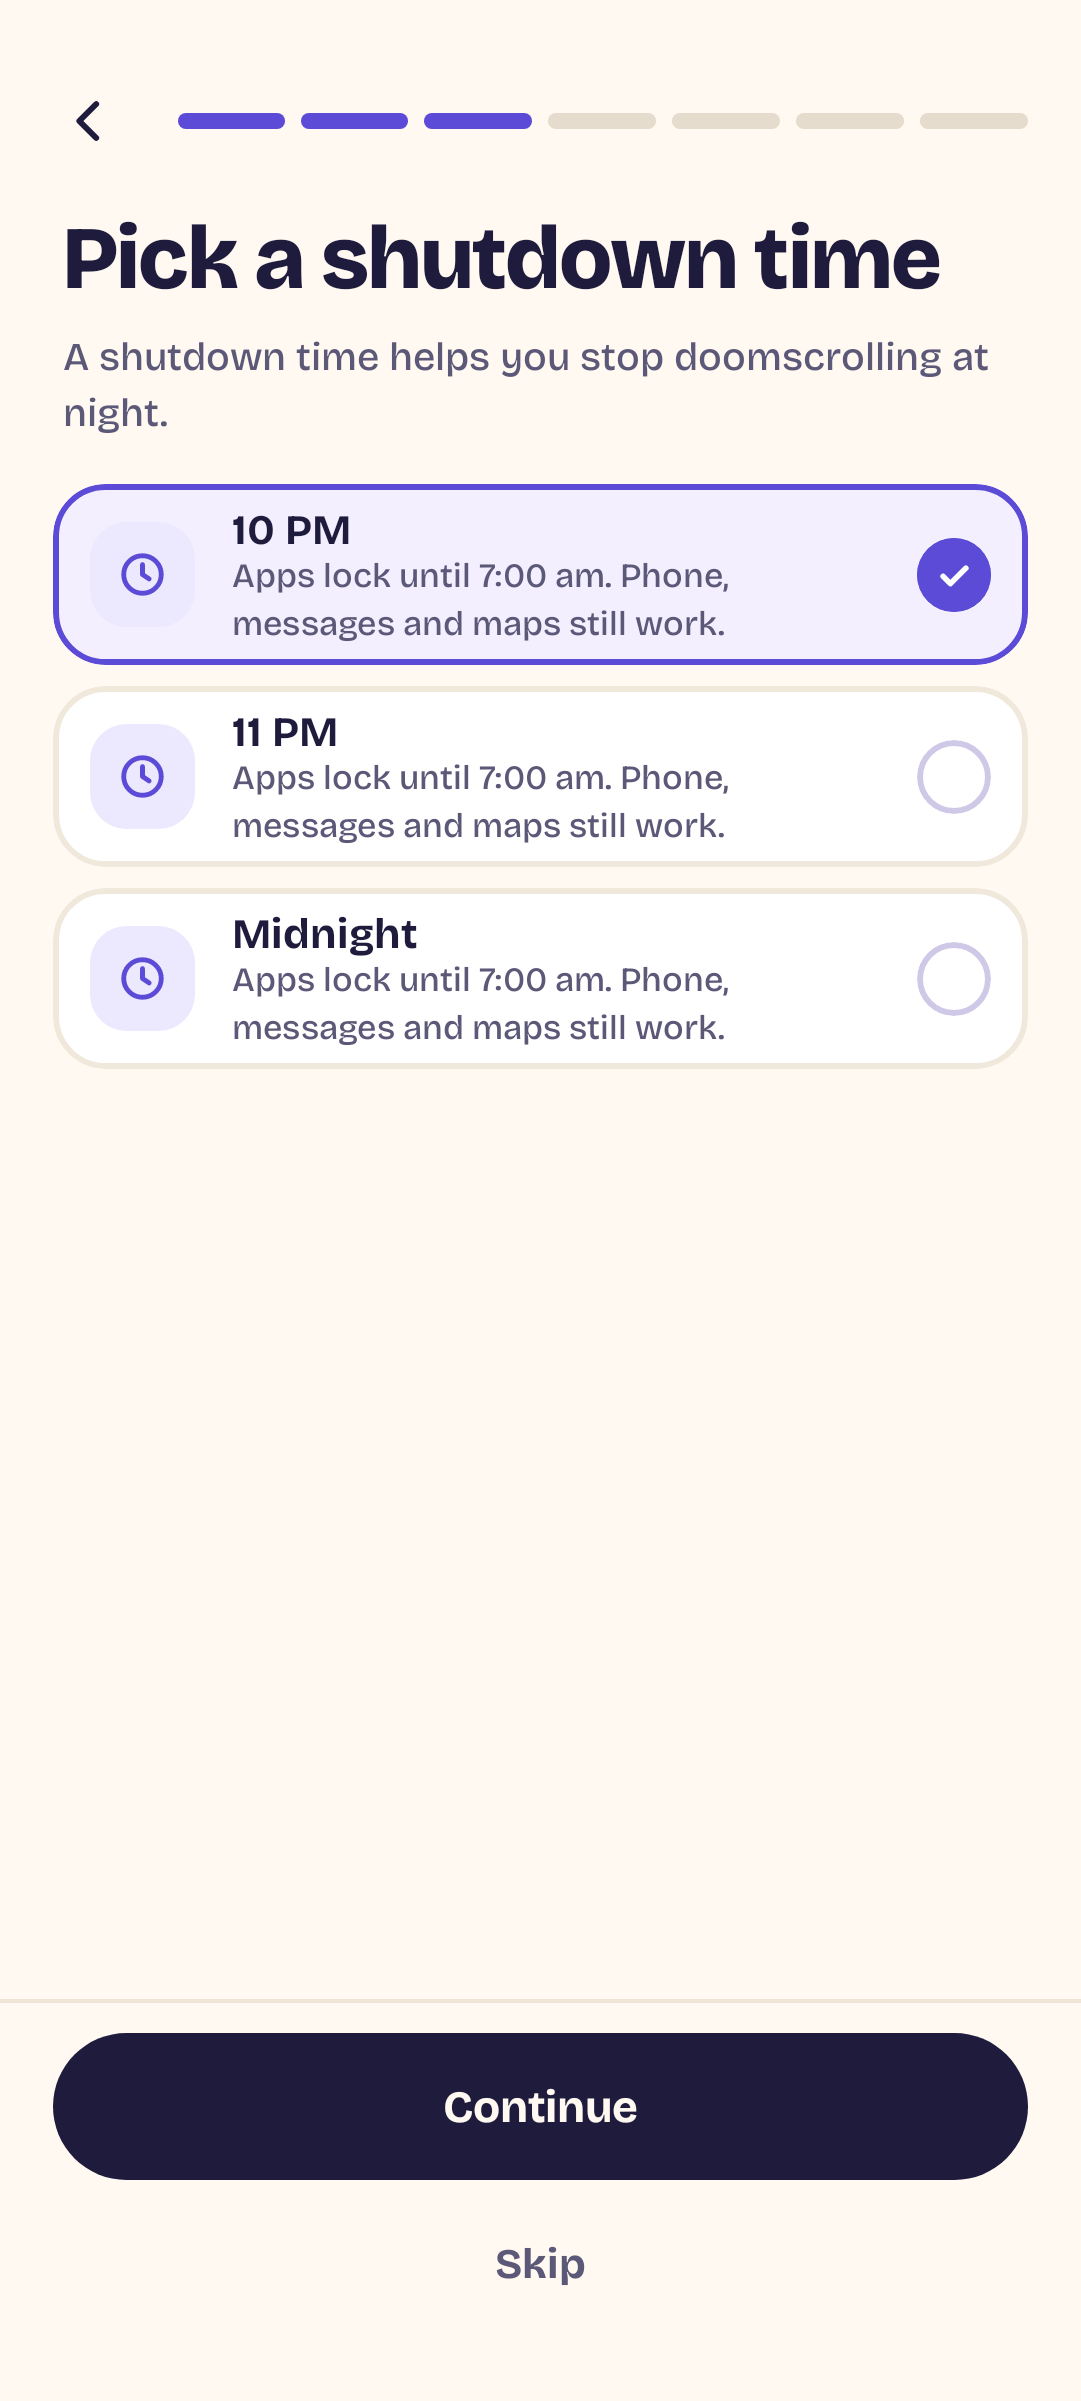 Pick a shutdown time
A shutdown time helps you stop doomscrolling at
night.
10 PM
Apps lock until 7:00 am. Phone,
messages and maps still work.
11 PM
Apps lock until 7:00 am. Phone,
messages and maps still work.
Midnight
Apps lock until 7:00 am. Phone,
messages and maps still work.
Continue
Skip